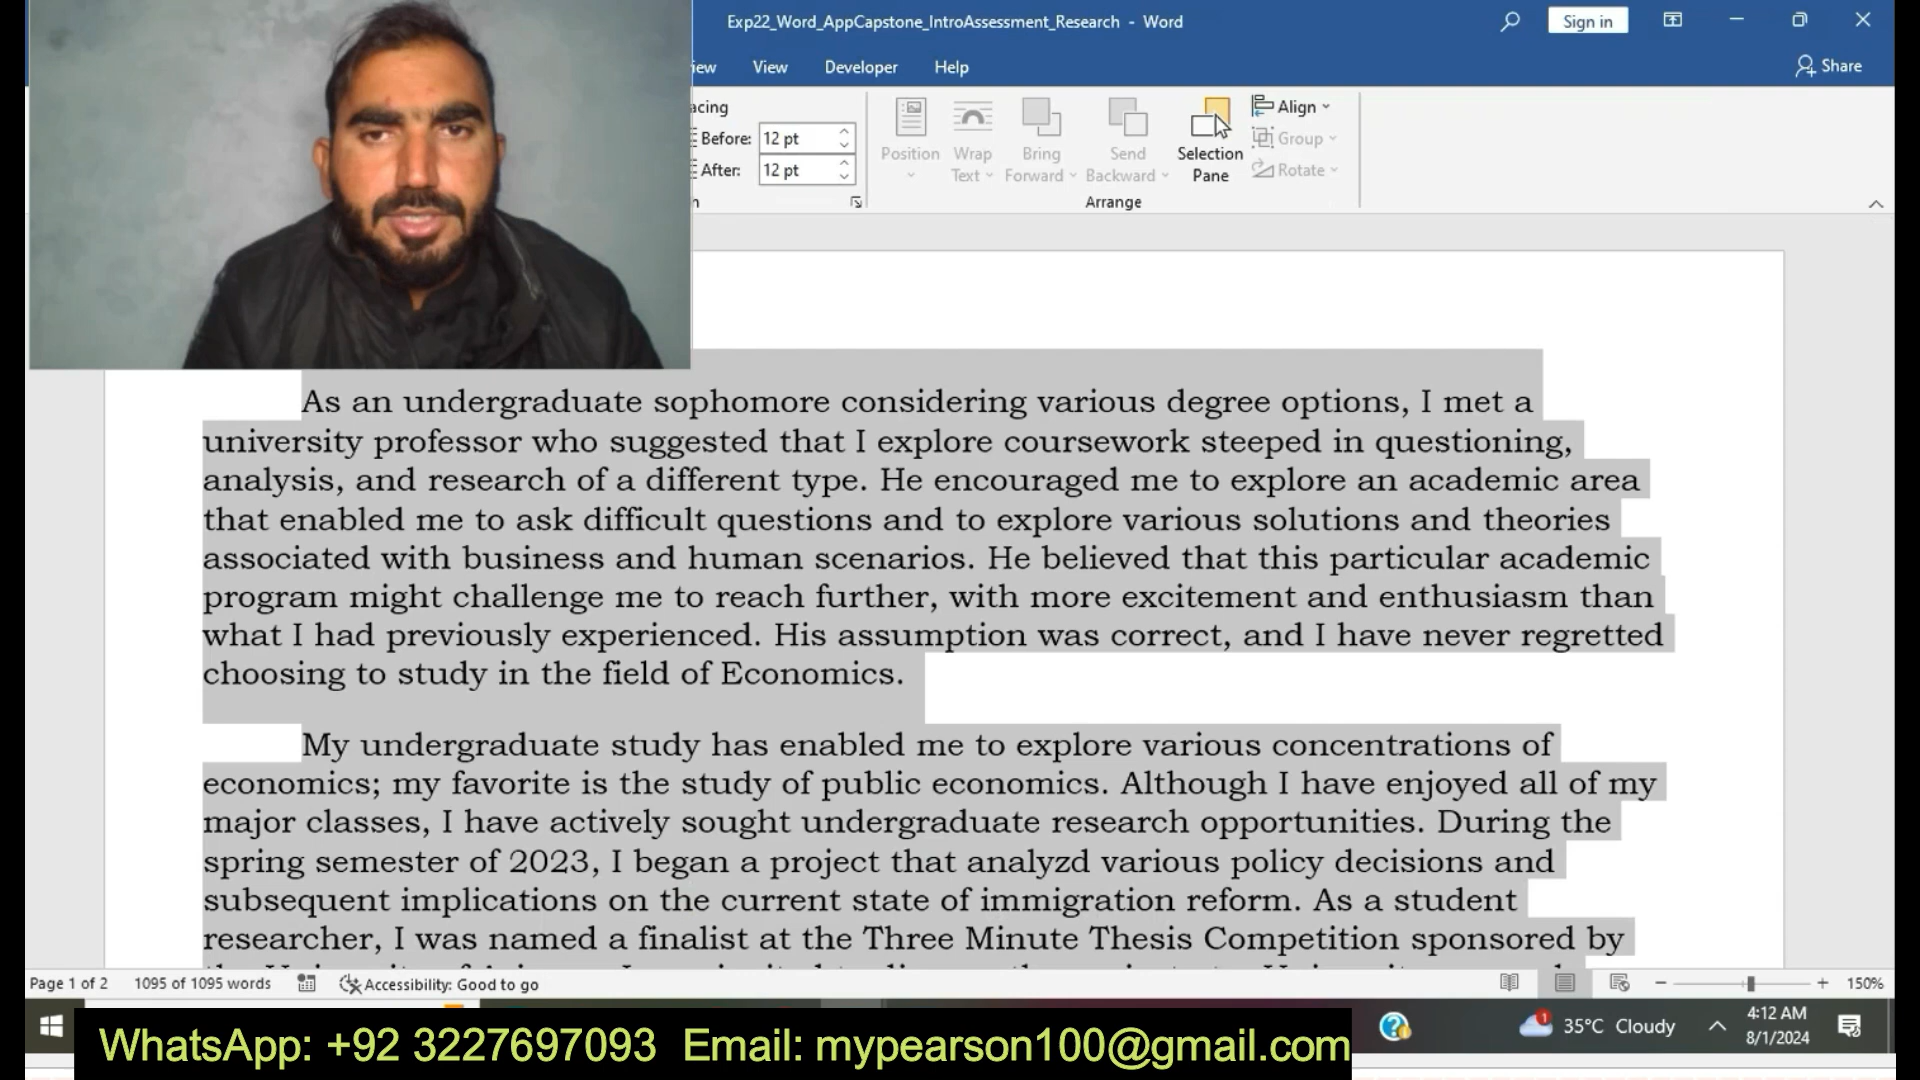 Exp22_Word_AppCapstone_IntroAssessment_Research - Word
Sign in
iew View Developer Help
Share
acing
Before: 12 pt
After: 12 pt
Position
Wrap Text
Bring Forward
Send Backward
Selection Pane
Align
Group
Rotate
Arrange
As an undergraduate sophomore considering various degree options, I met a
university professor who suggested that I explore coursework steeped in questioning,
analysis, and research of a different type. He encouraged me to explore an academic area
that enabled me to ask difficult questions and to explore various solutions and theories
associated with business and human scenarios. He believed that this particular academic
program might challenge me to reach further, with more excitement and enthusiasm than
what I had previously experienced. His assumption was correct, and I have never regretted
choosing to study in the field of Economics.
My undergraduate study has enabled me to explore various concentrations of
economics; my favorite is the study of public economics. Although I have enjoyed all of my
major classes, I have actively sought undergraduate research opportunities. During the
spring semester of 2023, I began a project that analyzd various policy decisions and
subsequent implications on the current state of immigration reform. As a student
researcher, I was named a finalist at the Three Minute Thesis Competition sponsored by
Page 1 of 2 1095 of 1095 words Accessibility: Good to go 150%
1 35°C Cloudy
4:12 AM
8/1/2024
WhatsApp: +92 3227697093 Email: mypearson100@gmail.com